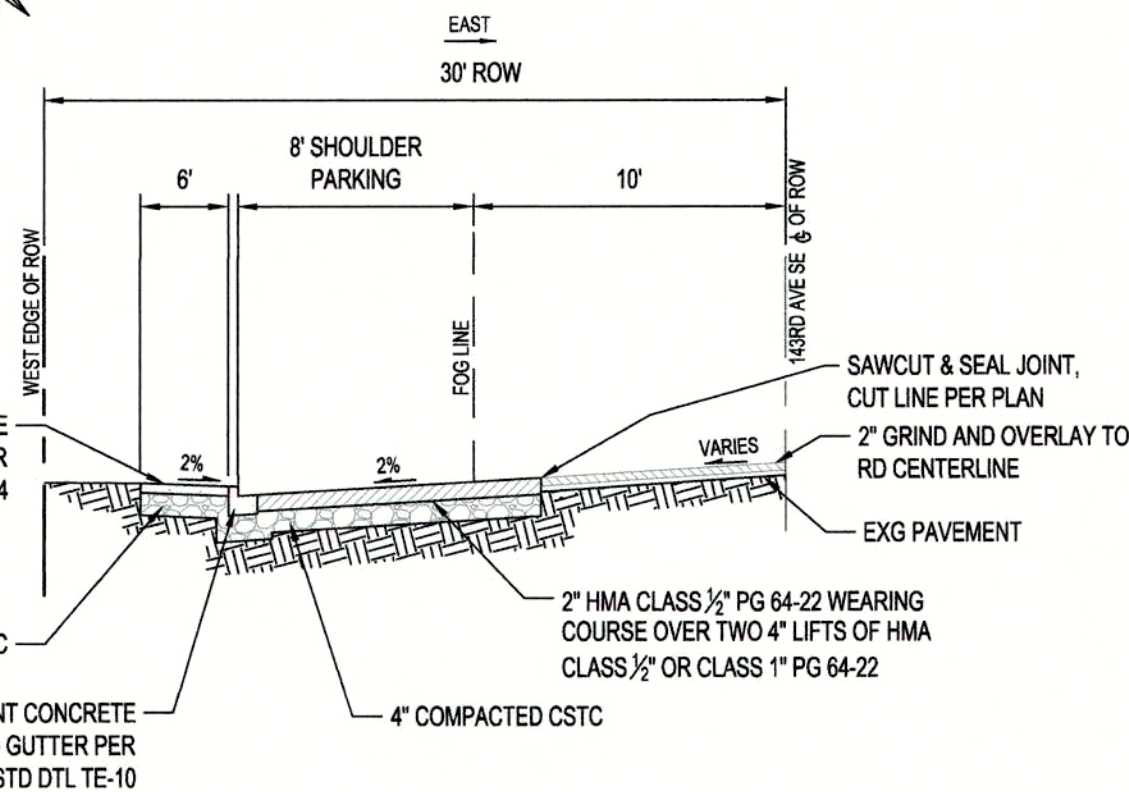 EAST
30' ROW
8' SHOULDER
PARKING
6'
10'
WEST EDGE OF ROW
FOG LINE
143RD AVE SE ℄ OF ROW
SAWCUT & SEAL JOINT,
CUT LINE PER PLAN
2%
2%
VARIES
2" GRIND AND OVERLAY TO
RD CENTERLINE
EXG PAVEMENT
2" HMA CLASS ½" PG 64-22 WEARING
COURSE OVER TWO 4" LIFTS OF HMA
CLASS ½" OR CLASS 1" PG 64-22
4" COMPACTED CSTC
E
R
4
C
NT CONCRETE
GUTTER PER
STD DTL TE-10